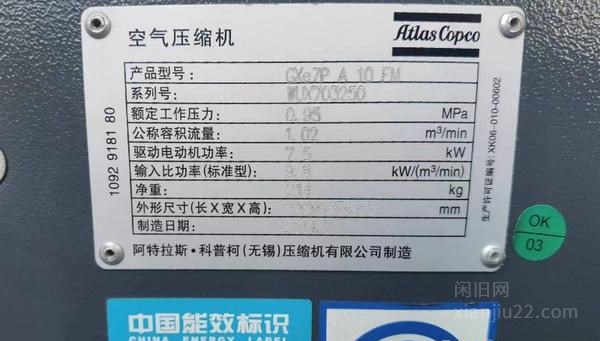 空气压缩机
Atlas Copco
产品型号: GXe7P A 10 FM
系列号: WUX703250
额定工作压力: 0.95 MPa
公称容积流量: 1.02 m³/min
驱动电动机功率: 7.5 kW
输入比功率(标准型): kW/(m³/min)
净重: 214 kg
外形尺寸(长X宽X高): mm
制造日期:
阿特拉斯·科普柯(无锡)压缩机有限公司制造
1092 9181 80
生产许可证编号: XK06-010-00602
OK
03
中国能效标识
CHINA ENERGY LABEL
闲旧网
xianjiu22.com